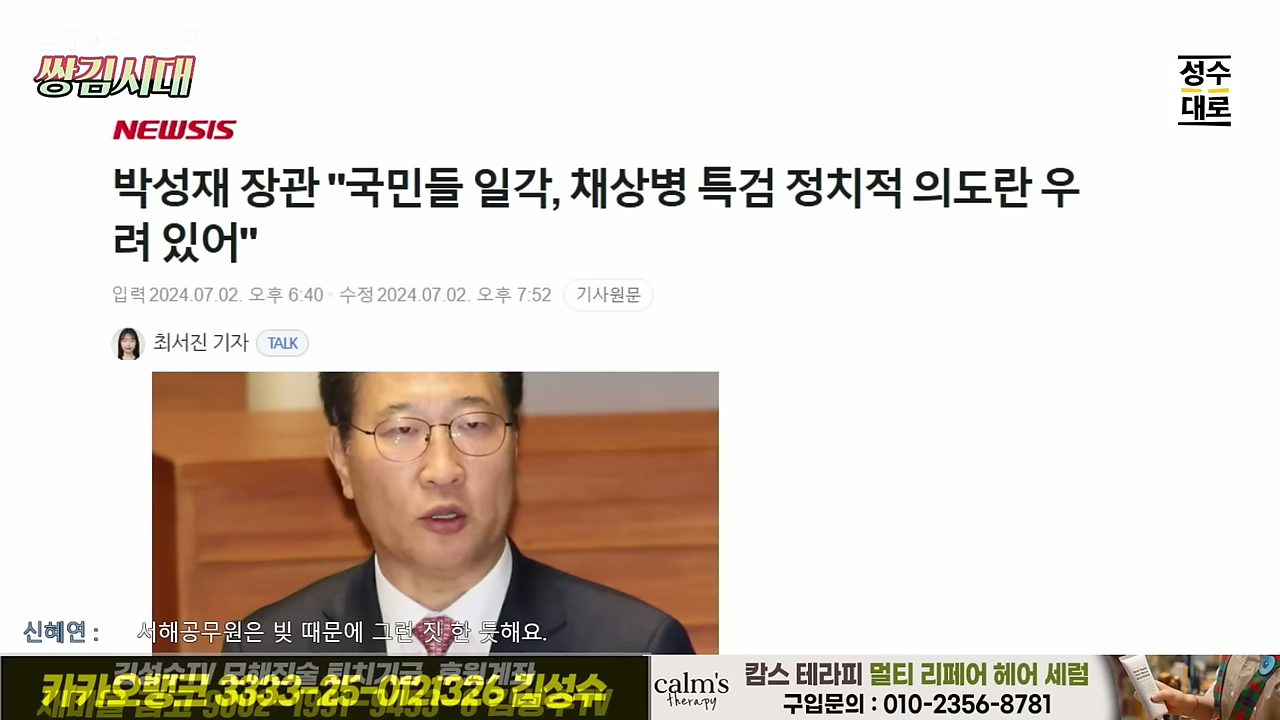 쌍김시대
성수
대로
NEWSIS
박성재 장관 "국민들 일각, 채상병 특검 정치적 의도란 우
려 있어"
입력 2024.07.02. 오후 6:40 수정 2024.07.02. 오후 7:52 기사원문
최서진 기자 TALK
신혜연 : 서해공무원은 빚 때문에 그런 짓 한 듯해요.
카카오뱅크 3333-25-0121326 김성수
calm's
therapy
캄스 테라피 멀티 리페어 헤어 세럼
구입문의 : 010-2356-8781